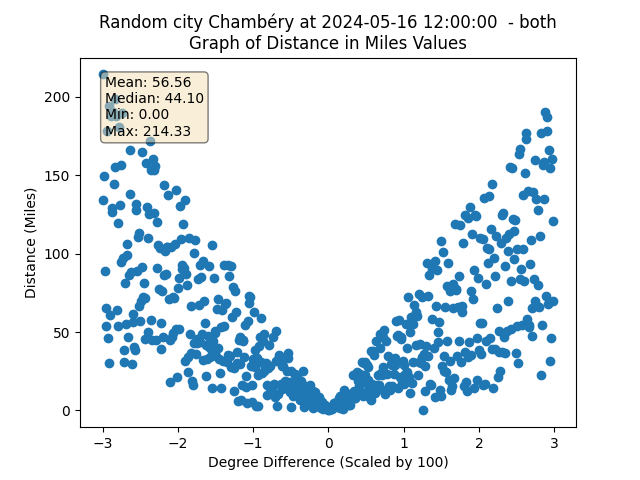 Random city Chambéry at 2024-05-16 12:00:00  - both
Graph of Distance in Miles Values
Mean: 56.56
Median: 44.10
Min: 0.00
Max: 214.33
200
150
100
50
0
Distance (Miles)
−3 −2 −1 0 1 2 3
Degree Difference (Scaled by 100)